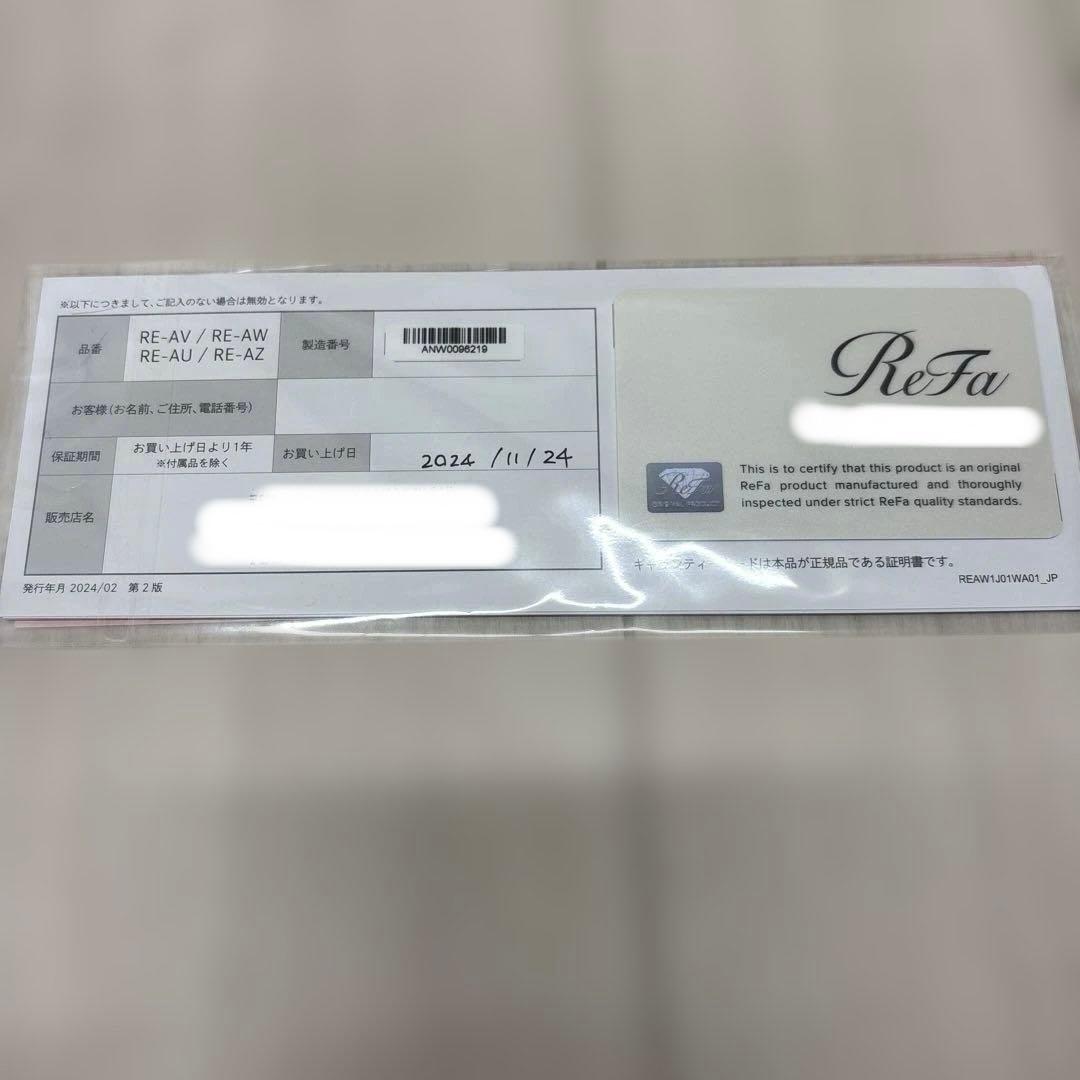 ※以下につきまして、ご記入のない場合は無効となります。
品番
RE-AV / RE-AW
RE-AU / RE-AZ
製造番号
ANW0096219
お客様(お名前、ご住所、電話番号)
保証期間
お買い上げ日より1年
※付属品を除く
お買い上げ日
2024 / 11 / 24
販売店名
発行年月 2024/02 第2版
ReFa
ReFa
ORIGINAL PRODUCT
This is to certify that this product is an original
ReFa product manufactured and thoroughly
inspected under strict ReFa quality standards.
ドは本品が正規品である証明書です。
REAW1J01WA01_JP